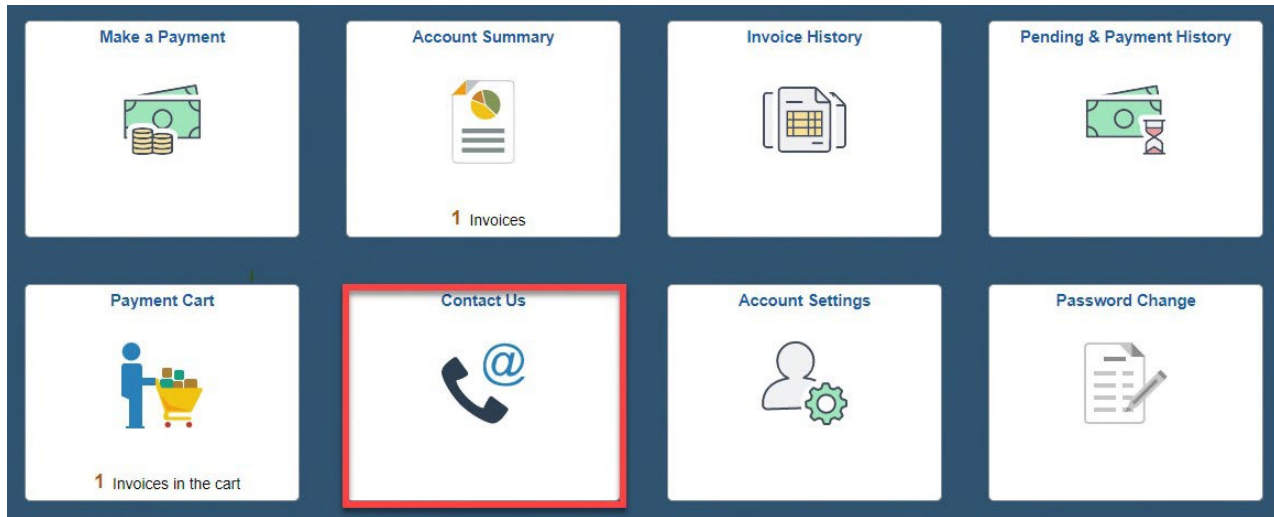 Make a Payment
Account Summary
Invoice History
Pending & Payment History
1 Invoices
Payment Cart
Contact Us
Account Settings
Password Change
@
1 Invoices in the cart